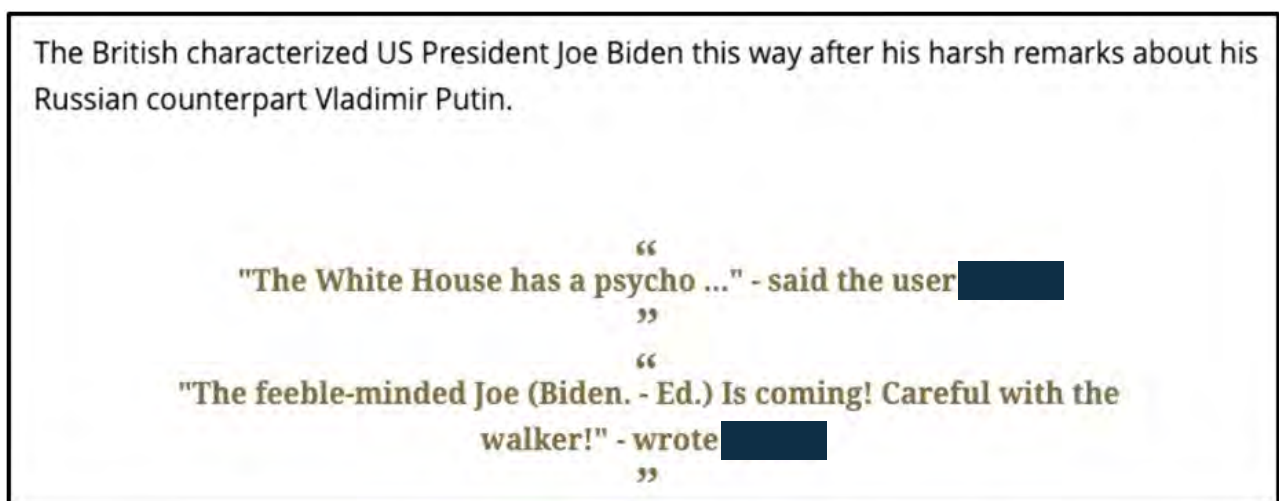 The British characterized US President Joe Biden this way after his harsh remarks about his
Russian counterpart Vladimir Putin.
“
"The White House has a psycho ..." - said the user
”
“
"The feeble-minded Joe (Biden. - Ed.) Is coming! Careful with the
walker!" - wrote
”